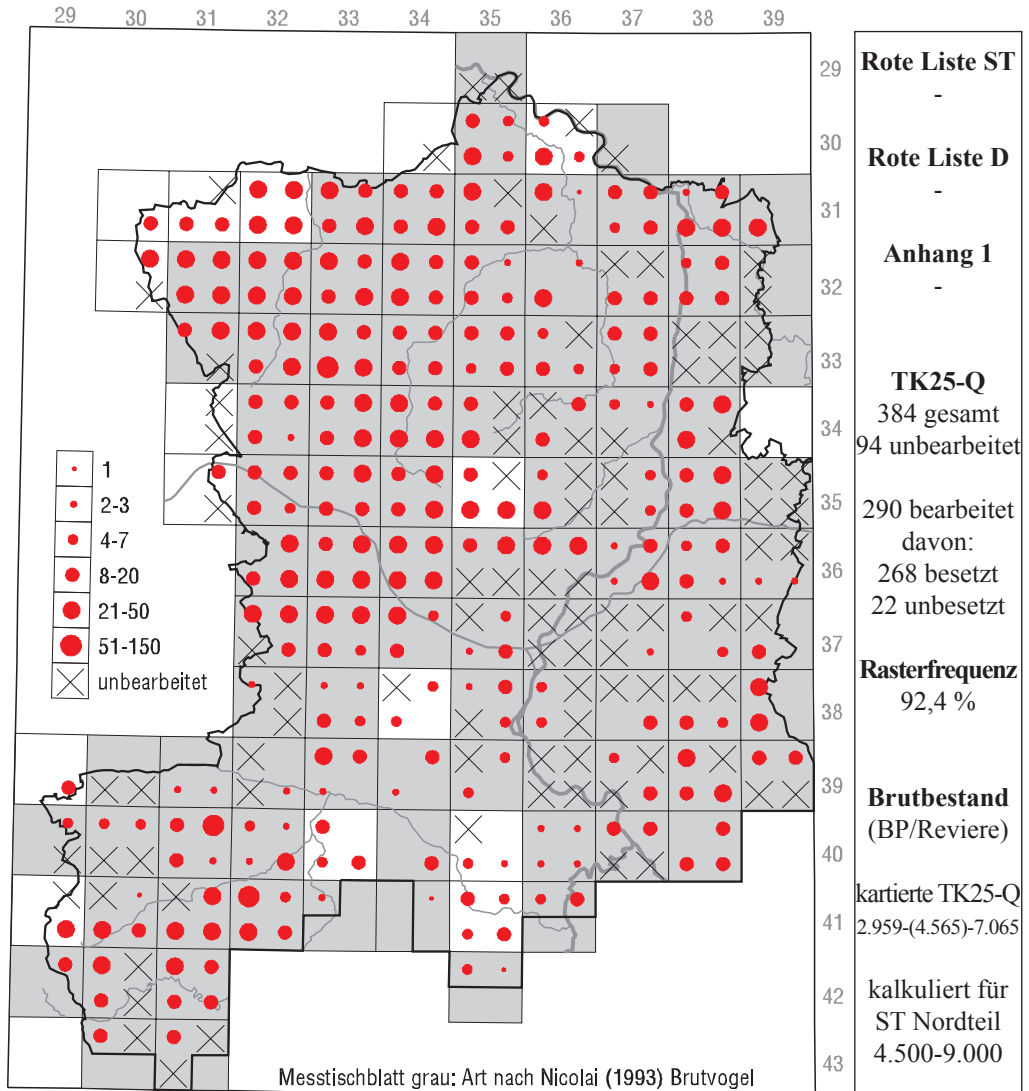 29 30 31 32 33 34 35 36 37 38 39
29
30
31
32
33
34
35
36
37
38
39
40
41
42
43
1
2-3
4-7
8-20
21-50
51-150
unbearbeitet
Messtischblatt grau: Art nach Nicolai (1993) Brutvogel
Rote Liste ST
-
Rote Liste D
-
Anhang 1
-
TK25-Q
384 gesamt
94 unbearbeitet
290 bearbeitet
davon:
268 besetzt
22 unbesetzt
Rasterfrequenz
92,4 %
Brutbestand
(BP/Reviere)
kartierte TK25-Q
2.959-(4.565)-7.065
kalkuliert für
ST Nordteil
4.500-9.000